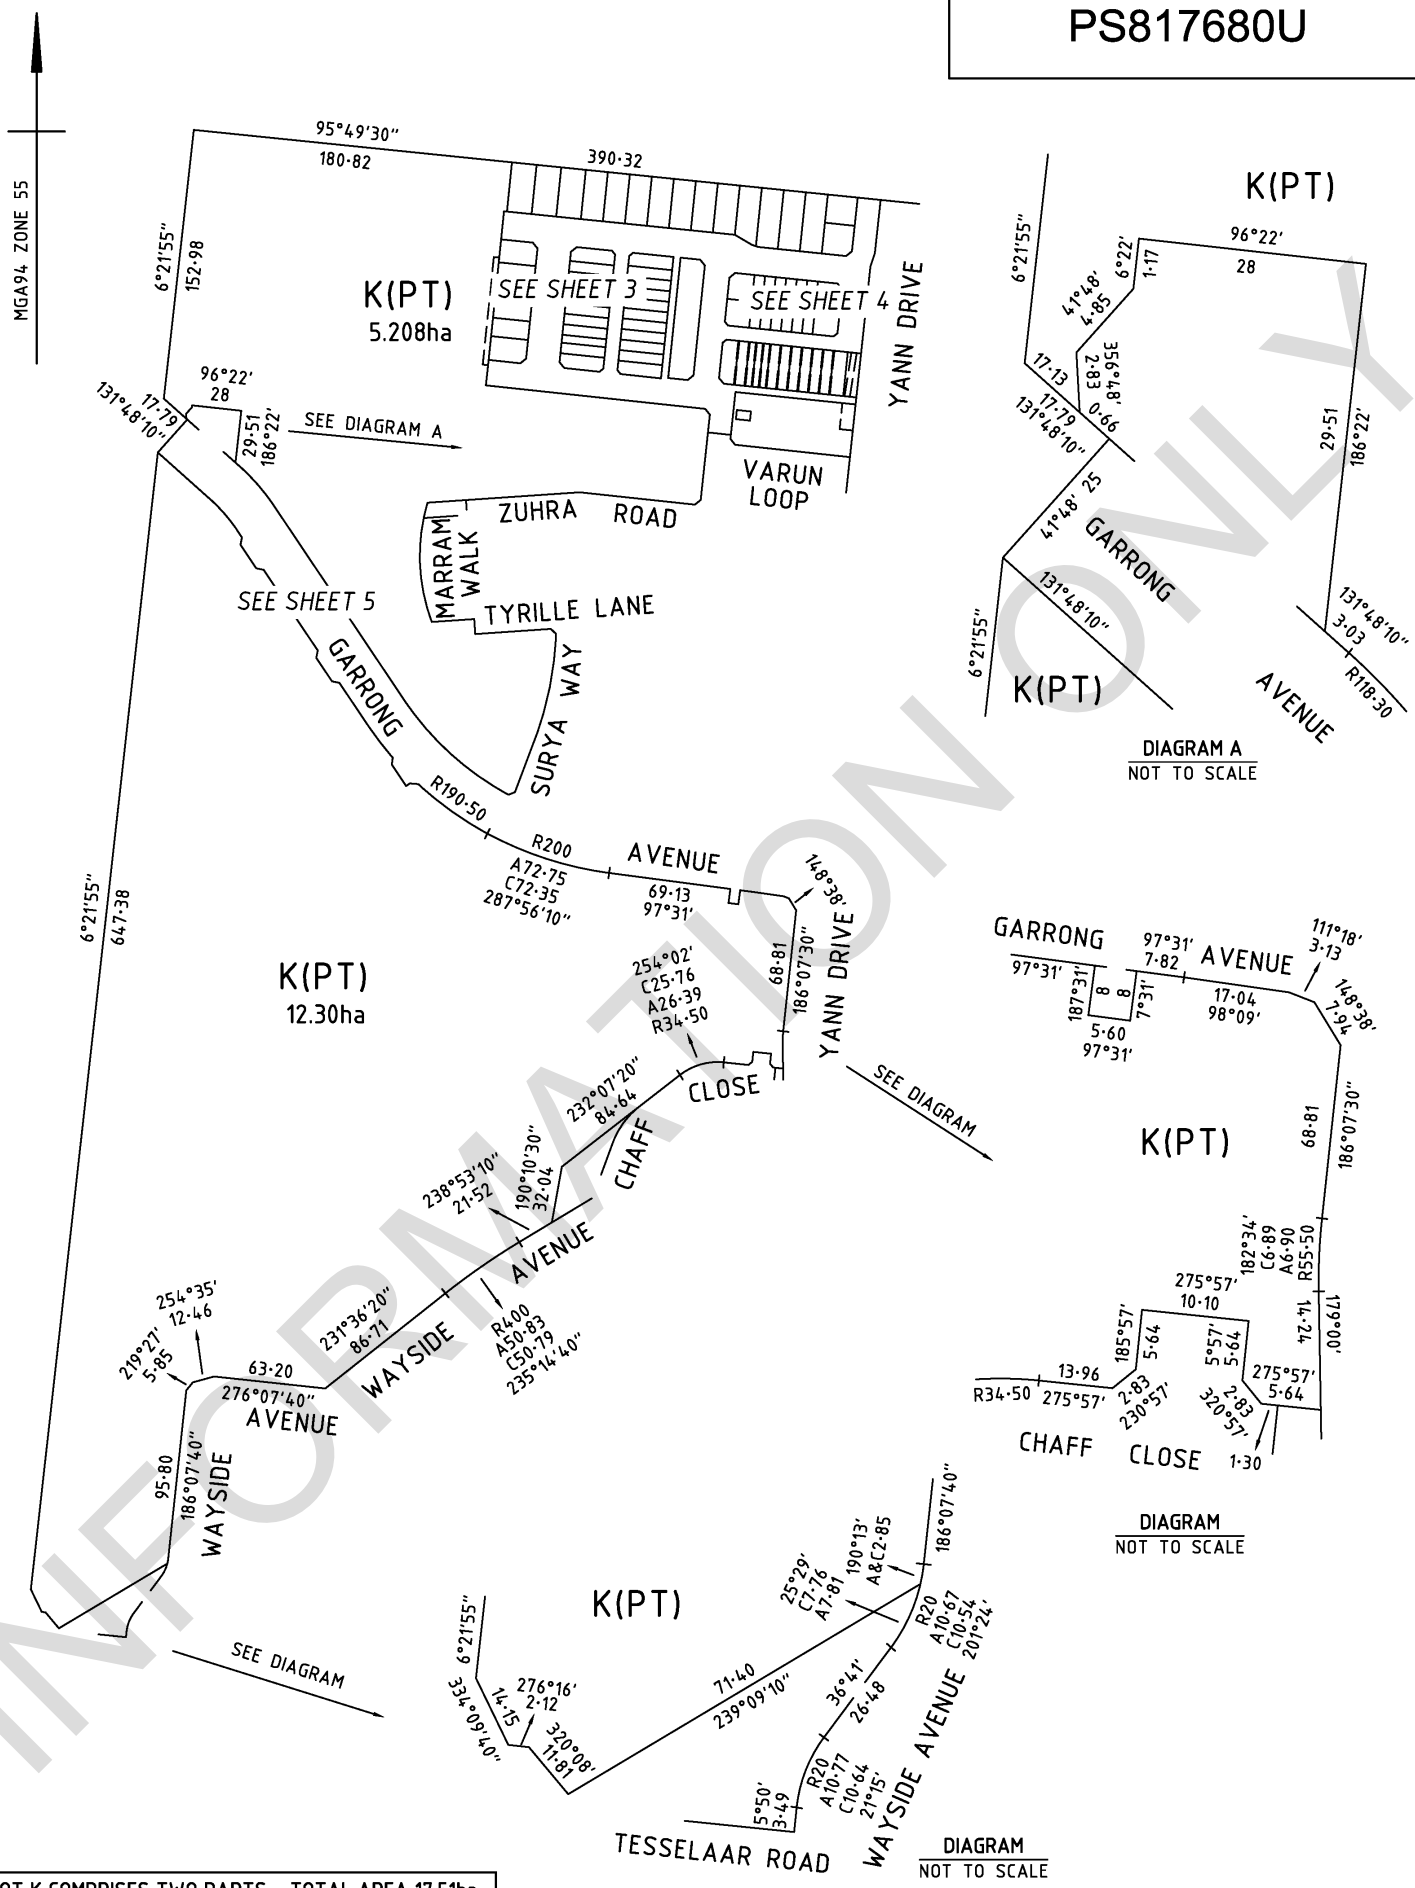 PS817680U
MGA94 ZONE 55
95°49'30"
180·82
390·32
6°21'55"
152·98
K(PT)
5.208ha
SEE SHEET 3
SEE SHEET 4
YANN DRIVE
96°22'
28
17·79
131°48'10"
29·51
186°22'
SEE DIAGRAM A
VARUN
LOOP
ZUHRA ROAD
MARRAM
WALK
TYRILLE LANE
SURYA WAY
SEE SHEET 5
GARRONG
R190·50
R200
A72·75
C72·35
287°56'10"
AVENUE
69·13
97°31'
148°38'
68·81
186°07'30"
YANN DRIVE
6°21'55"
647·38
K(PT)
12.30ha
254°02'
C25·76
A26·39
R34·50
CLOSE
CHAFF
232°07'20"
84·64
190°10'30"
32·04
238°53'10"
21·52
AVENUE
WAYSIDE
R400
A50·83
C50·79
235°14'40"
231°36'20"
86·71
254°35'
12·46
219°27'
5·85
63·20
276°07'40"
AVENUE
WAYSIDE
95·80
186°07'40"
SEE DIAGRAM
SEE DIAGRAM
K(PT)
6°21'55"
96°22'
28
6°22'
1·17
41°48'
4·85
356°48'
2·83
0·66
17·13
17·79
131°48'10"
29·51
186°22'
41°48' 25
GARRONG
131°48'10"
6°21'55"
K(PT)
131°48'10"
3·03
R118·30
AVENUE
DIAGRAM A
NOT TO SCALE
GARRONG
97°31'
97°31'
7·82
AVENUE
111°18'
3·13
148°38'
7·94
187°31'
8
8
7°31'
5·60
97°31'
17·04
98°09'
K(PT)
68·81
186°07'30"
182°34'
C6·89
A6·90
R55·50
275°57'
10·10
185°57'
5·64
5°57'
5·64
14·24
179°00'
13·96
R34·50
275°57'
2·83
230°57'
2·83
320°57'
275°57'
5·64
1·30
CHAFF CLOSE
DIAGRAM
NOT TO SCALE
K(PT)
6°21'55"
334°09'40"
14·15
276°16'
2·12
320°08'
11·81
71·40
239°09'10"
25°29'
C7·76
A7·81
190°13'
A&C2·85
186°07'40"
R20
A10·67
C10·54
201°24'
36°41'
26·48
R20
A10·77
C10·64
21°15'
5°50'
3·49
WAYSIDE AVENUE
TESSELAAR ROAD
DIAGRAM
NOT TO SCALE
INFORMATION ONLY
OT K COMPRISES TWO PARTS - TOTAL AREA 17.51ha